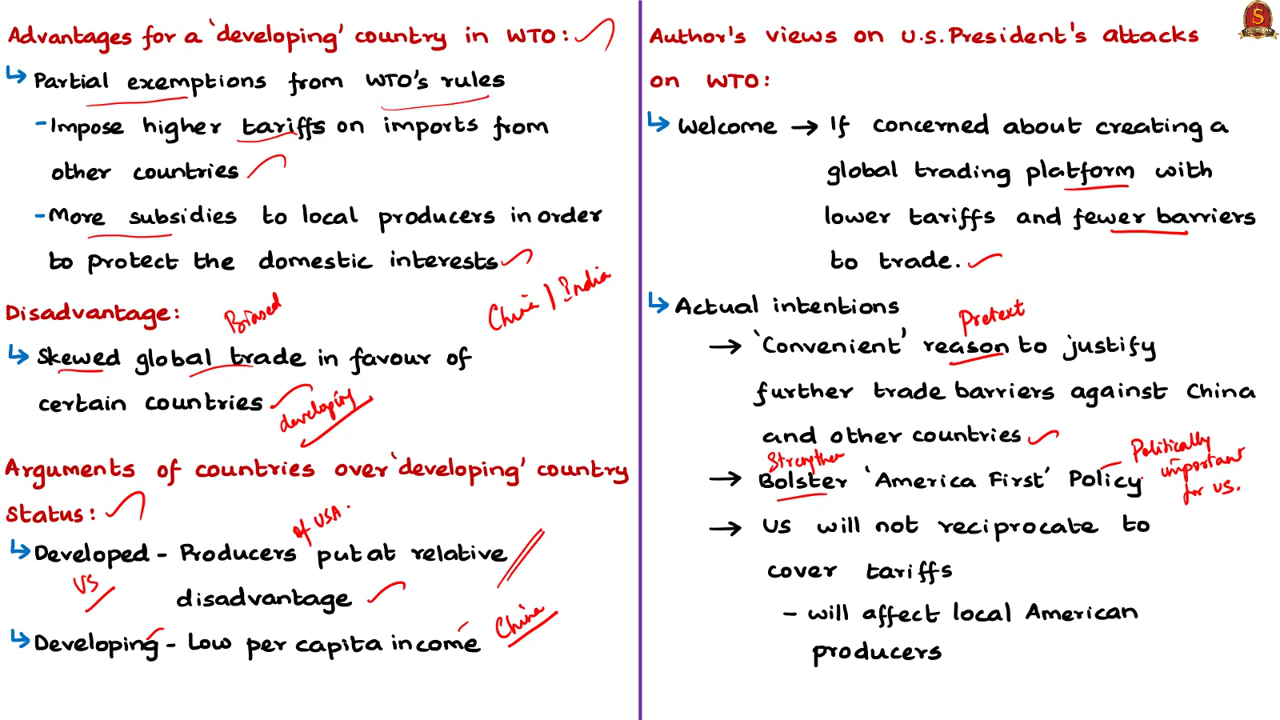 Advantages for a 'developing' country in WTO:
Partial exemptions from WTO's rules
-Impose higher tariffs on imports from
other countries
-More subsidies to local producers in order
to protect the domestic interests
China / India
Disadvantage:
Biased
Skewed global trade in favour of
certain countries
developing
Arguments of countries over 'developing' country
Status:
of USA.
Developed - Producers put at relative
US
disadvantage
China
Developing - Low per capita income
S
Author's views on U.S. President's attacks
on WTO:
Welcome → If concerned about creating a
global trading platform with
lower tariffs and fewer barriers
to trade.
Actual intentions
Pretext
→ 'Convenient' reason to justify
further trade barriers against China
and other countries
Strengthen
→ Bolster 'America First' Policy
Politically
important
for US.
→ US will not reciprocate to
cover tariffs
- will affect local American
producers